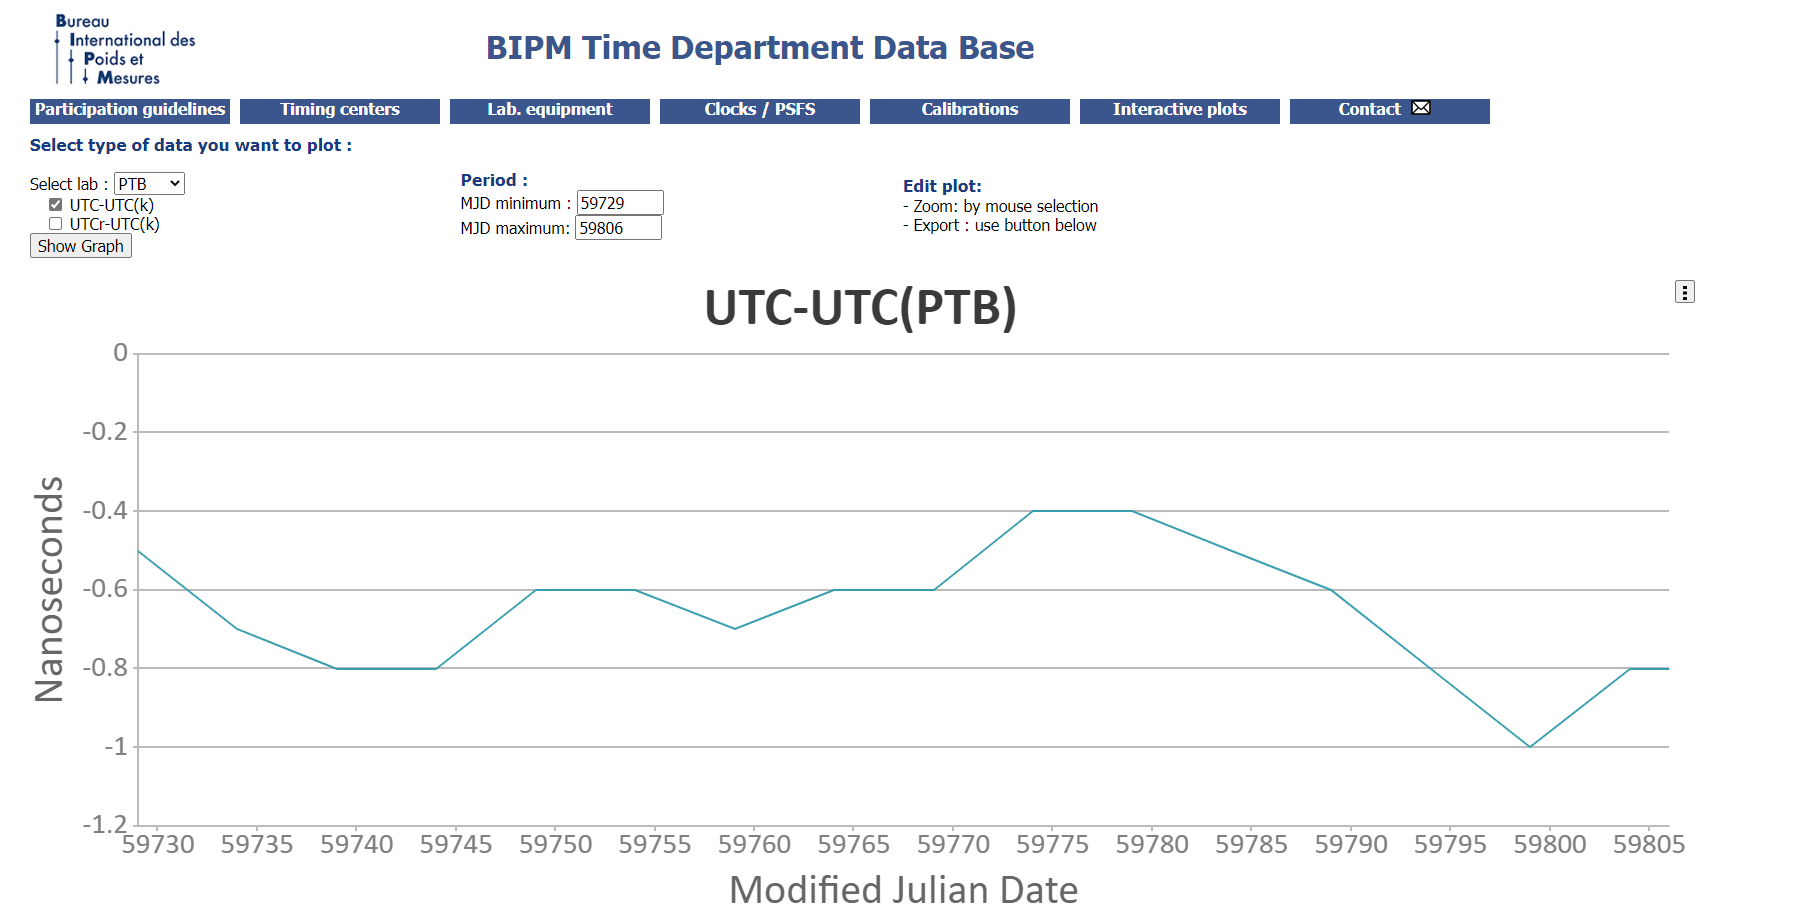 Bureau
International des
Poids et
Mesures
BIPM Time Department Data Base
Participation guidelines Timing centers Lab. equipment Clocks / PSFS Calibrations Interactive plots Contact
Select type of data you want to plot :
Select lab : PTB
UTC-UTC(k)
UTCr-UTC(k)
Show Graph
Period :
MJD minimum : 59729
MJD maximum: 59806
Edit plot:
- Zoom: by mouse selection
- Export : use button below
UTC-UTC(PTB)
0
-0.2
-0.4
-0.6
-0.8
-1
-1.2
Nanoseconds
59730 59735 59740 59745 59750 59755 59760 59765 59770 59775 59780 59785 59790 59795 59800 59805
Modified Julian Date